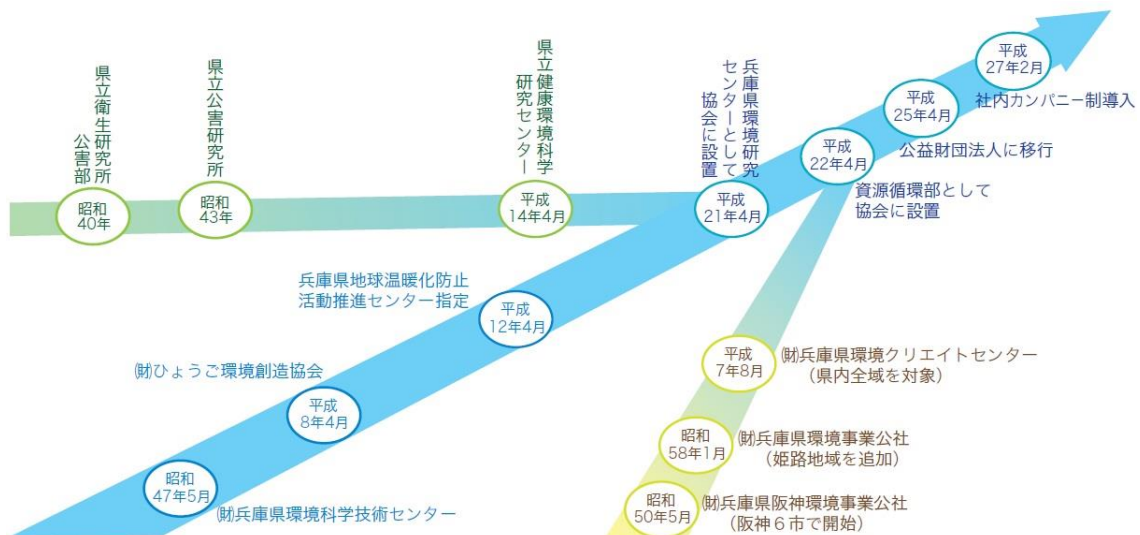 県立衛生研究所
公害部
昭和
40年
県立公害研究所
昭和
43年
県立健康環境科学
研究センター
平成
14年4月
兵庫県環境研究
センターとして
協会に設置
平成
21年4月
平成
22年4月
資源循環部として
協会に設置
平成
25年4月
公益財団法人に移行
平成
27年2月
社内カンパニー制導入
兵庫県地球温暖化防止
活動推進センター指定
平成
12年4月
㈶ひょうご環境創造協会
平成
8年4月
昭和
47年5月
㈶兵庫県環境科学技術センター
平成
7年8月
㈶兵庫県環境クリエイトセンター
（県内全域を対象）
昭和
58年1月
㈶兵庫県環境事業公社
（姫路地域を追加）
昭和
50年5月
㈶兵庫県阪神環境事業公社
（阪神６市で開始）